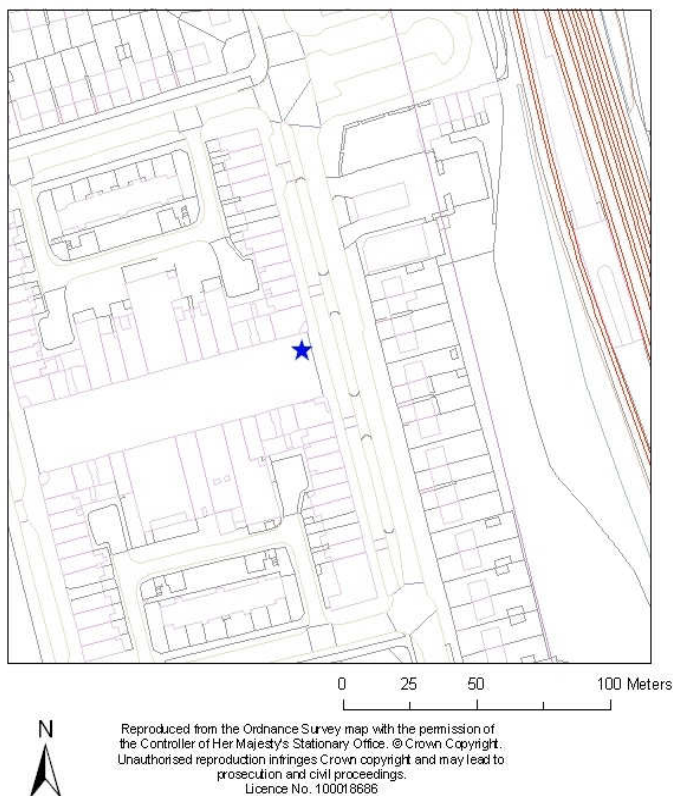 0 25 50 100 Meters
N
Reproduced from the Ordnance Survey map with the permission of
the Controller of Her Majesty's Stationary Office. © Crown Copyright.
Unauthorised reproduction infringes Crown copyright and may lead to
prosecution and civil proceedings.
Licence No. 100018686